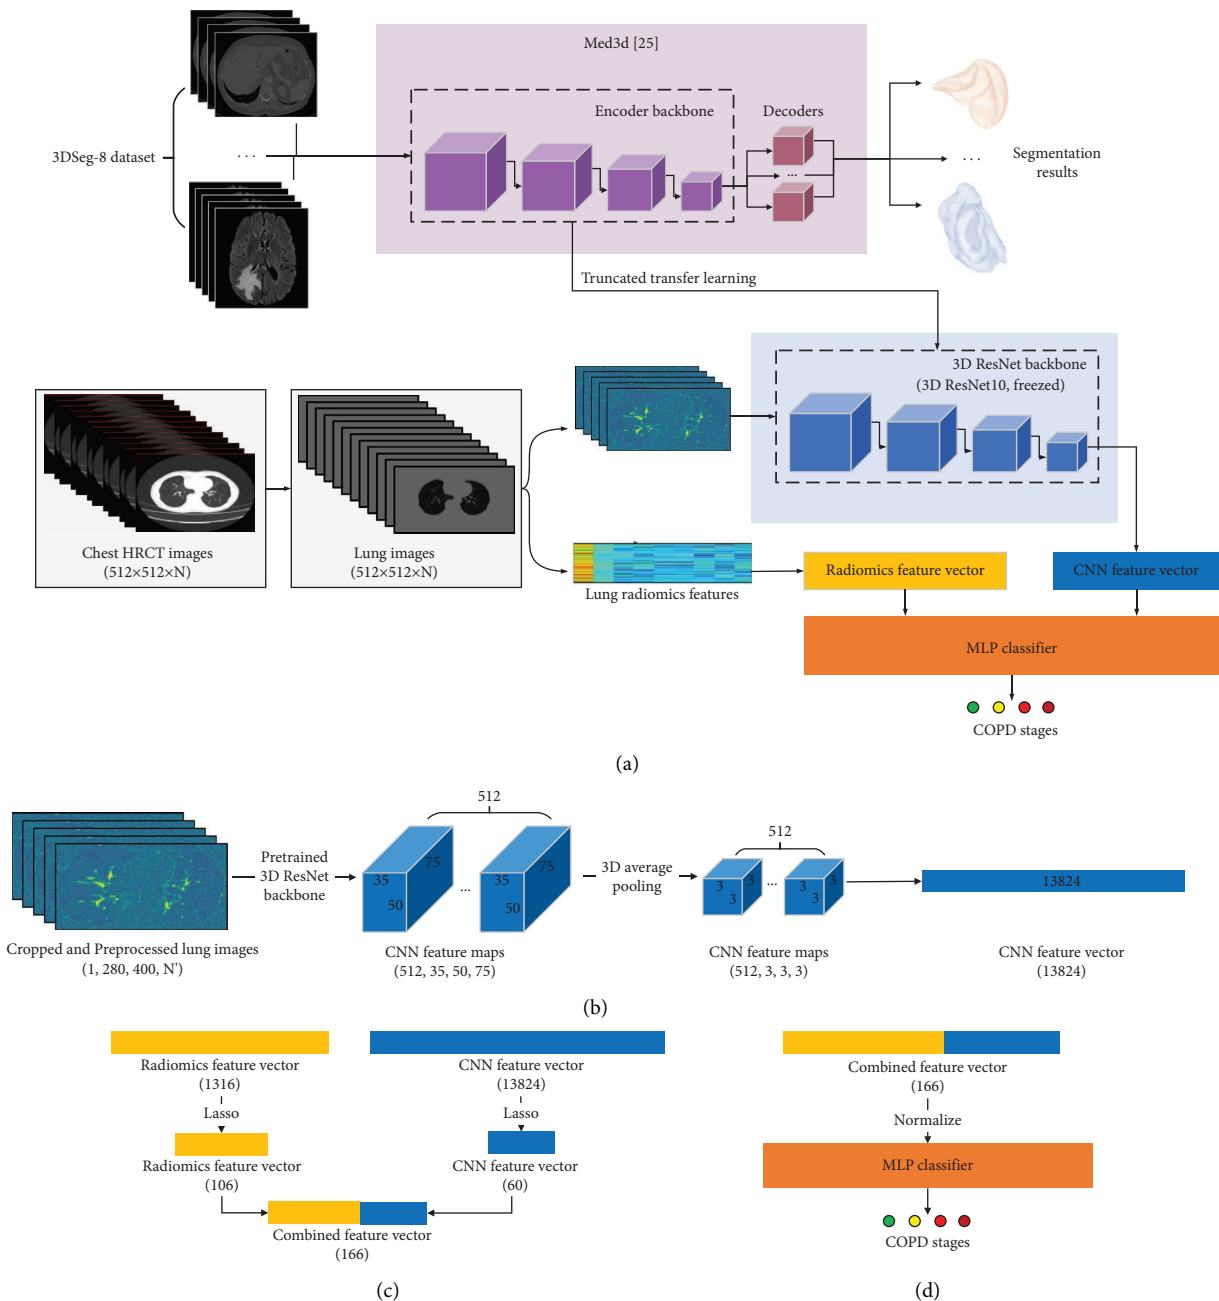 Med3d [25]
Encoder backbone
Decoders
3DSeg-8 dataset
. . .
...
. . .
Segmentation
results
Truncated transfer learning
3D ResNet backbone
(3D ResNet10, freezed)
Chest HRCT images
(512×512×N)
Lung images
(512×512×N)
Lung radiomics features
Radiomics feature vector
CNN feature vector
MLP classifier
COPD stages
(a)
512
512
Pretrained
3D ResNet
backbone
35
75
50
...
35
75
50
3D average
pooling
3
3
3
...
3
3
3
13824
Cropped and Preprocessed lung images
(1, 280, 400, N')
CNN feature maps
(512, 35, 50, 75)
CNN feature maps
(512, 3, 3, 3)
CNN feature vector
(13824)
(b)
Radiomics feature vector
(1316)
Lasso
Radiomics feature vector
(106)
CNN feature vector
(13824)
Lasso
CNN feature vector
(60)
Combined feature vector
(166)
(c)
Combined feature vector
(166)
Normalize
MLP classifier
COPD stages
(d)